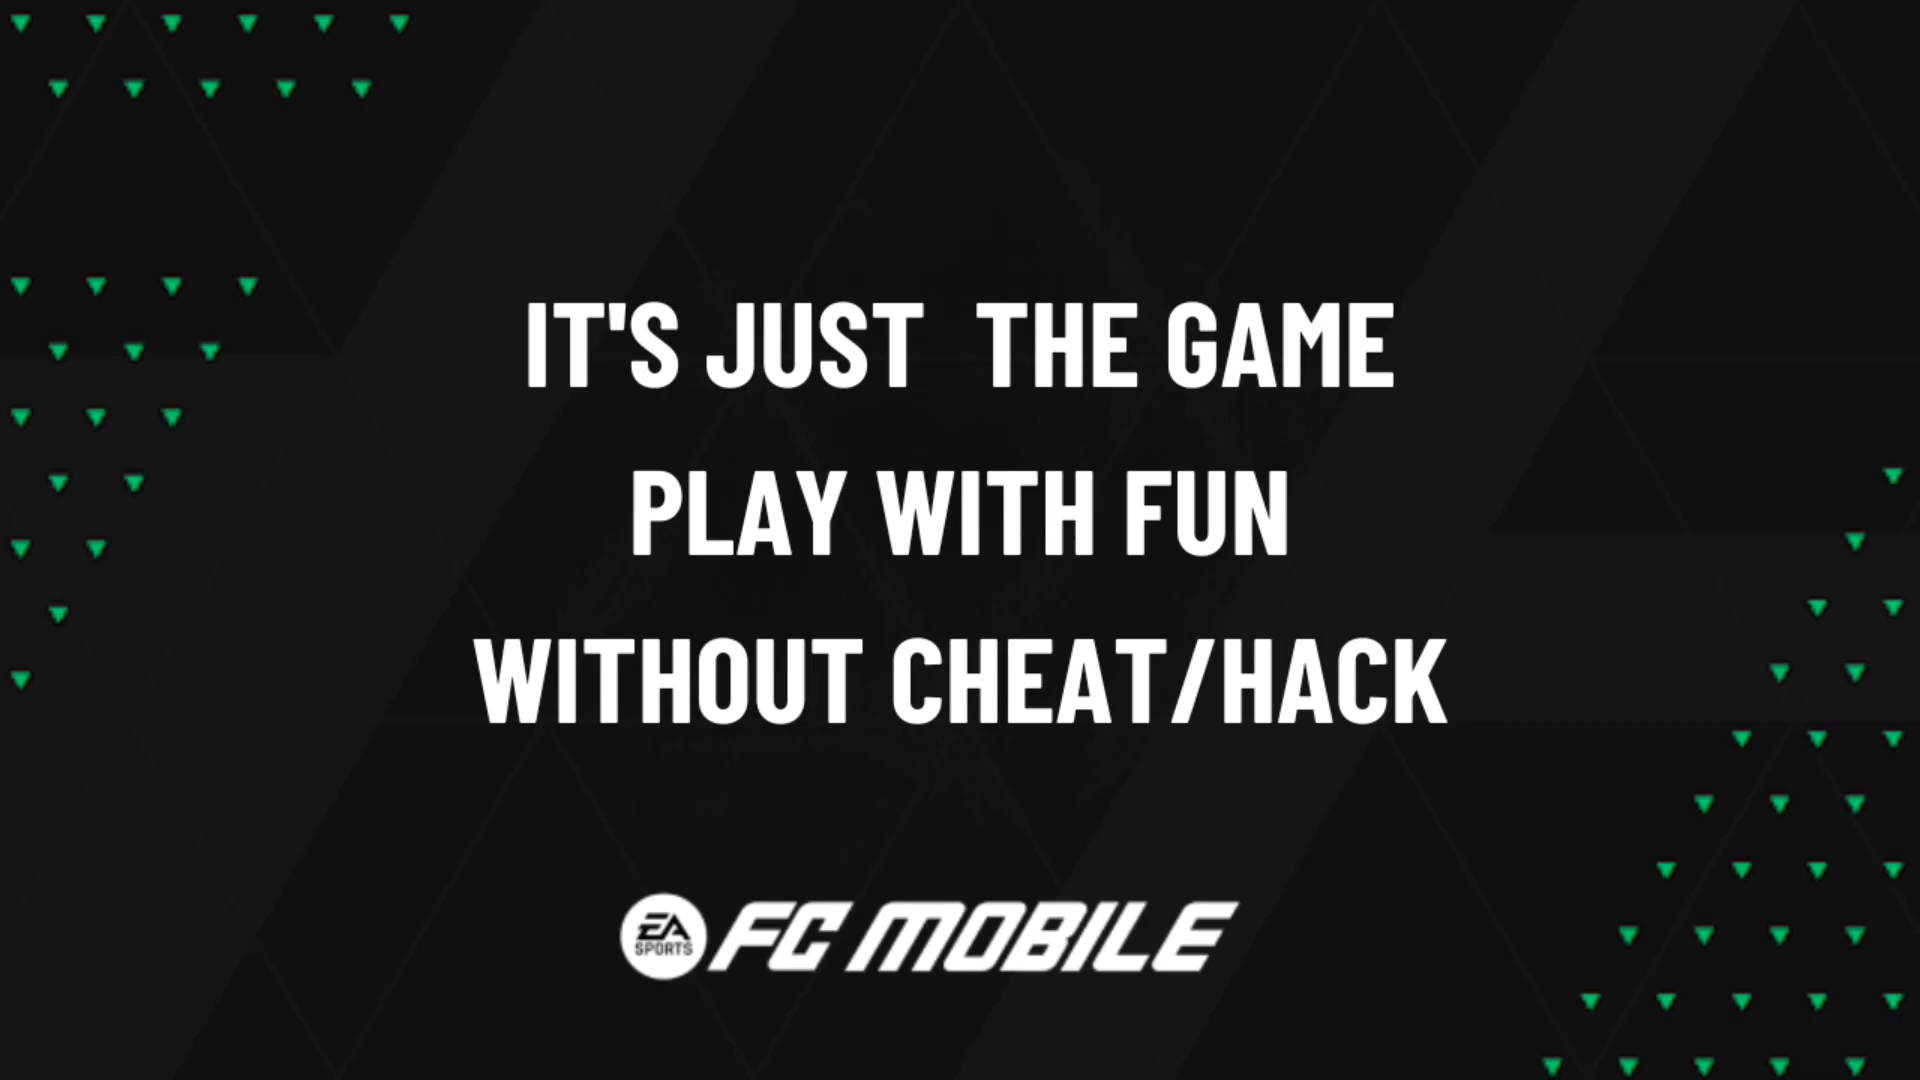 IT'S JUST  THE GAME
PLAY WITH FUN
WITHOUT CHEAT/HACK
EA SPORTS FC MOBILE